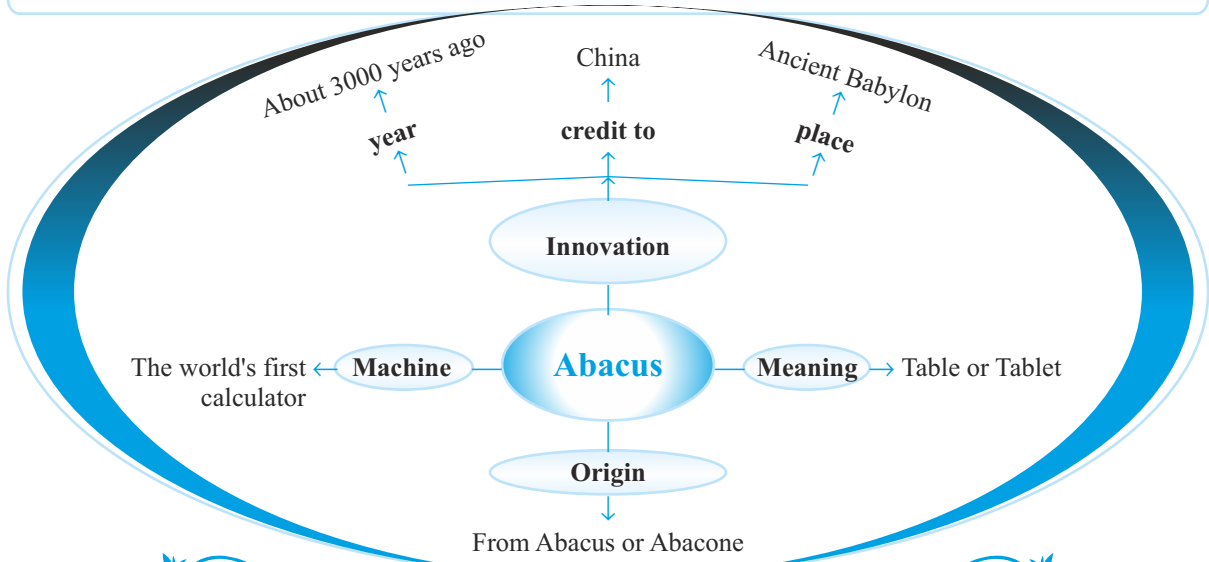 About 3000 years ago
China
Ancient Babylon
year
credit to
place
Innovation
The world's first
calculator
Machine
Abacus
Meaning
Table or Tablet
Origin
From Abacus or Abacone